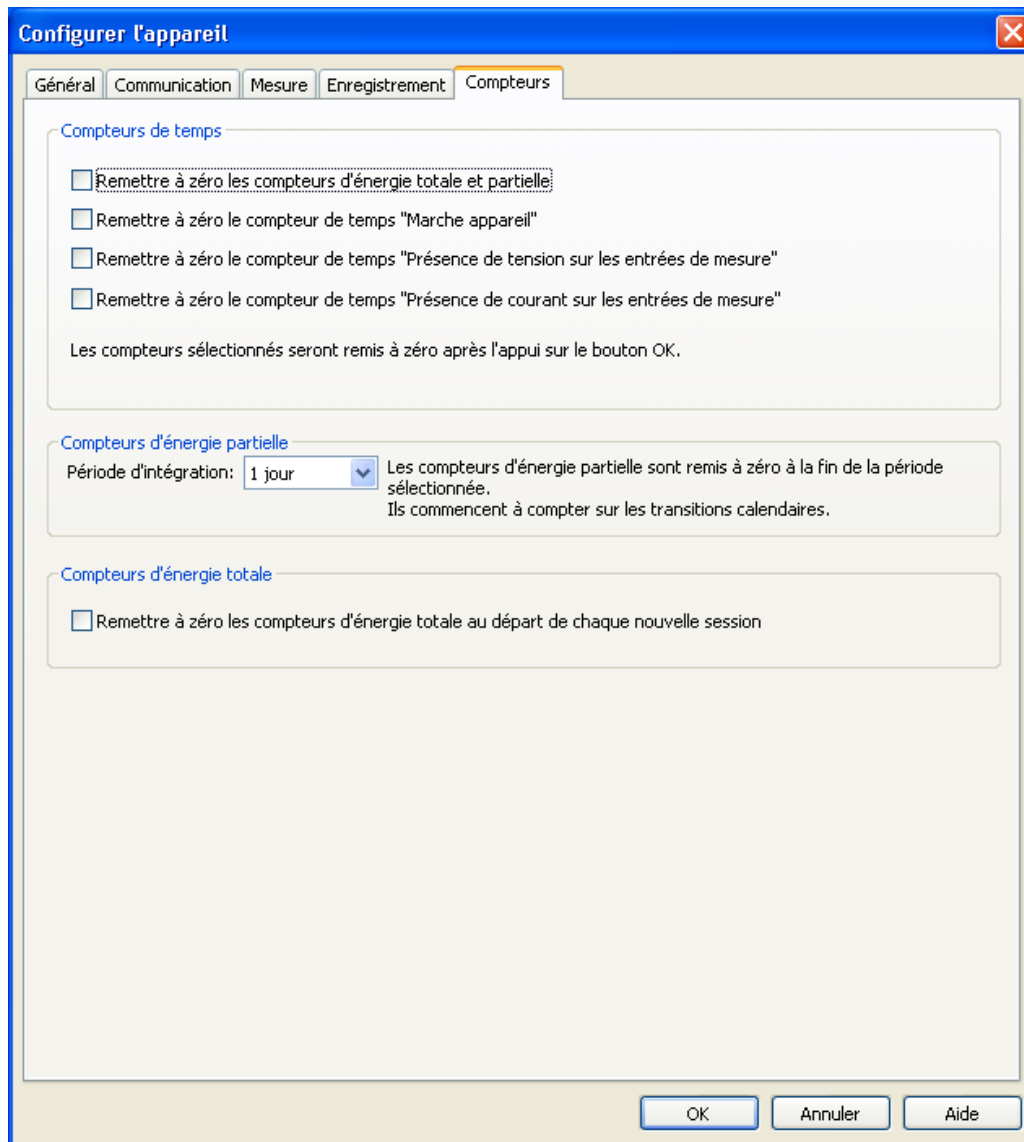 Configurer l'appareil
Général
Communication
Mesure
Enregistrement
Compteurs
Compteurs de temps
Remettre à zéro les compteurs d'énergie totale et partielle
Remettre à zéro le compteur de temps "Marche appareil"
Remettre à zéro le compteur de temps "Présence de tension sur les entrées de mesure"
Remettre à zéro le compteur de temps "Présence de courant sur les entrées de mesure"
Les compteurs sélectionnés seront remis à zéro après l'appui sur le bouton OK.
Compteurs d'énergie partielle
Période d'intégration: 1 jour
Les compteurs d'énergie partielle sont remis à zéro à la fin de la période
sélectionnée.
Ils commencent à compter sur les transitions calendaires.
Compteurs d'énergie totale
Remettre à zéro les compteurs d'énergie totale au départ de chaque nouvelle session
OK
Annuler
Aide